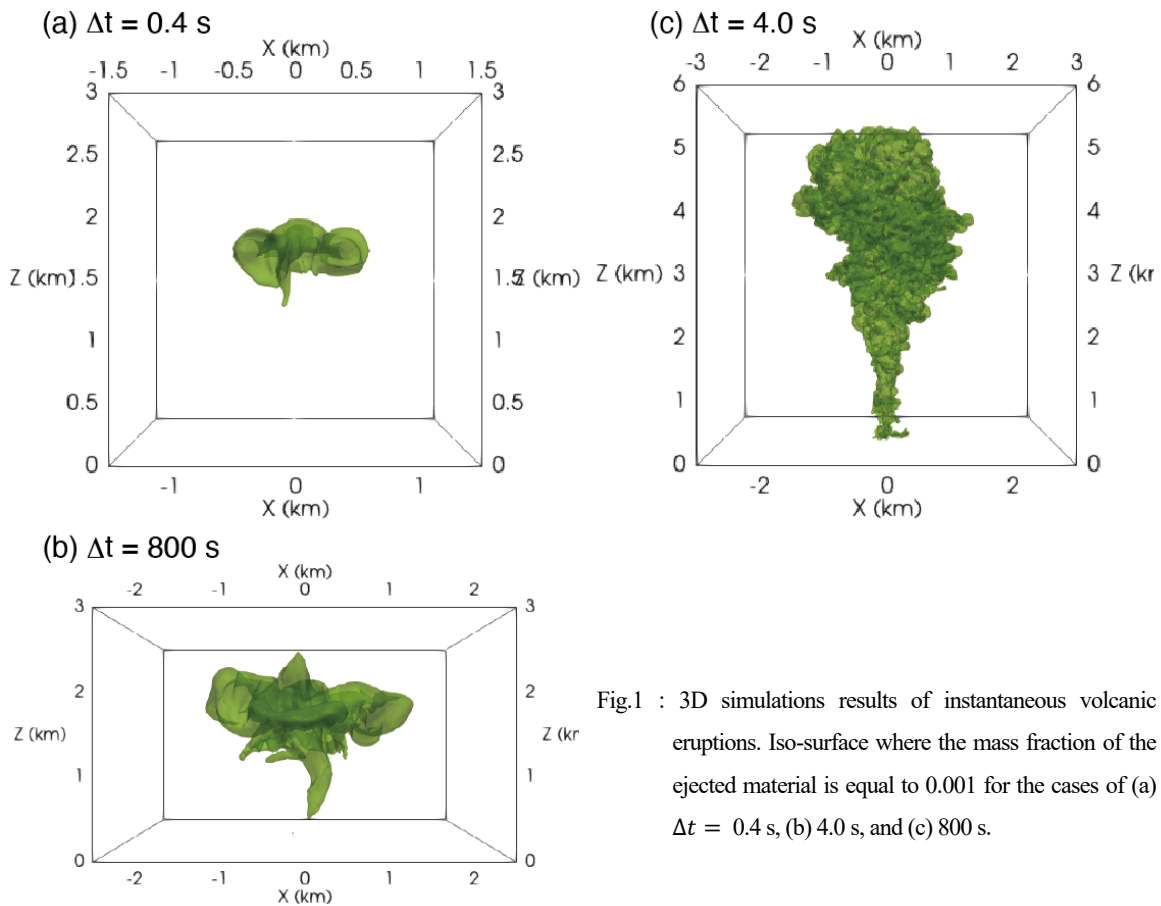 (a) Δt = 0.4 s
X (km)
-1.5 -1 -0.5 0 0.5 1 1.5
3 3
2.5 2.5
2 2
Z (km) 1.5 1.5 Z (km)
1 1
0.5 0.5
0 0
-1 0 1
X (km)
(c) Δt = 4.0 s
X (km)
-3 -2 -1 0 1 2 3
6 6
5 5
4 4
Z (km) 3 3 Z (kr
2 2
1 1
0 0
-2 0 2
X (km)
(b) Δt = 800 s
X (km)
-2 -1 0 1 2
3 3
2 2
Z (km) Z (kr
1 1
0 0
-2 -1 0 1 2
X (km)
Fig.1 : 3D simulations results of instantaneous volcanic
eruptions. Iso-surface where the mass fraction of the
ejected material is equal to 0.001 for the cases of (a)
Δt = 0.4 s, (b) 4.0 s, and (c) 800 s.